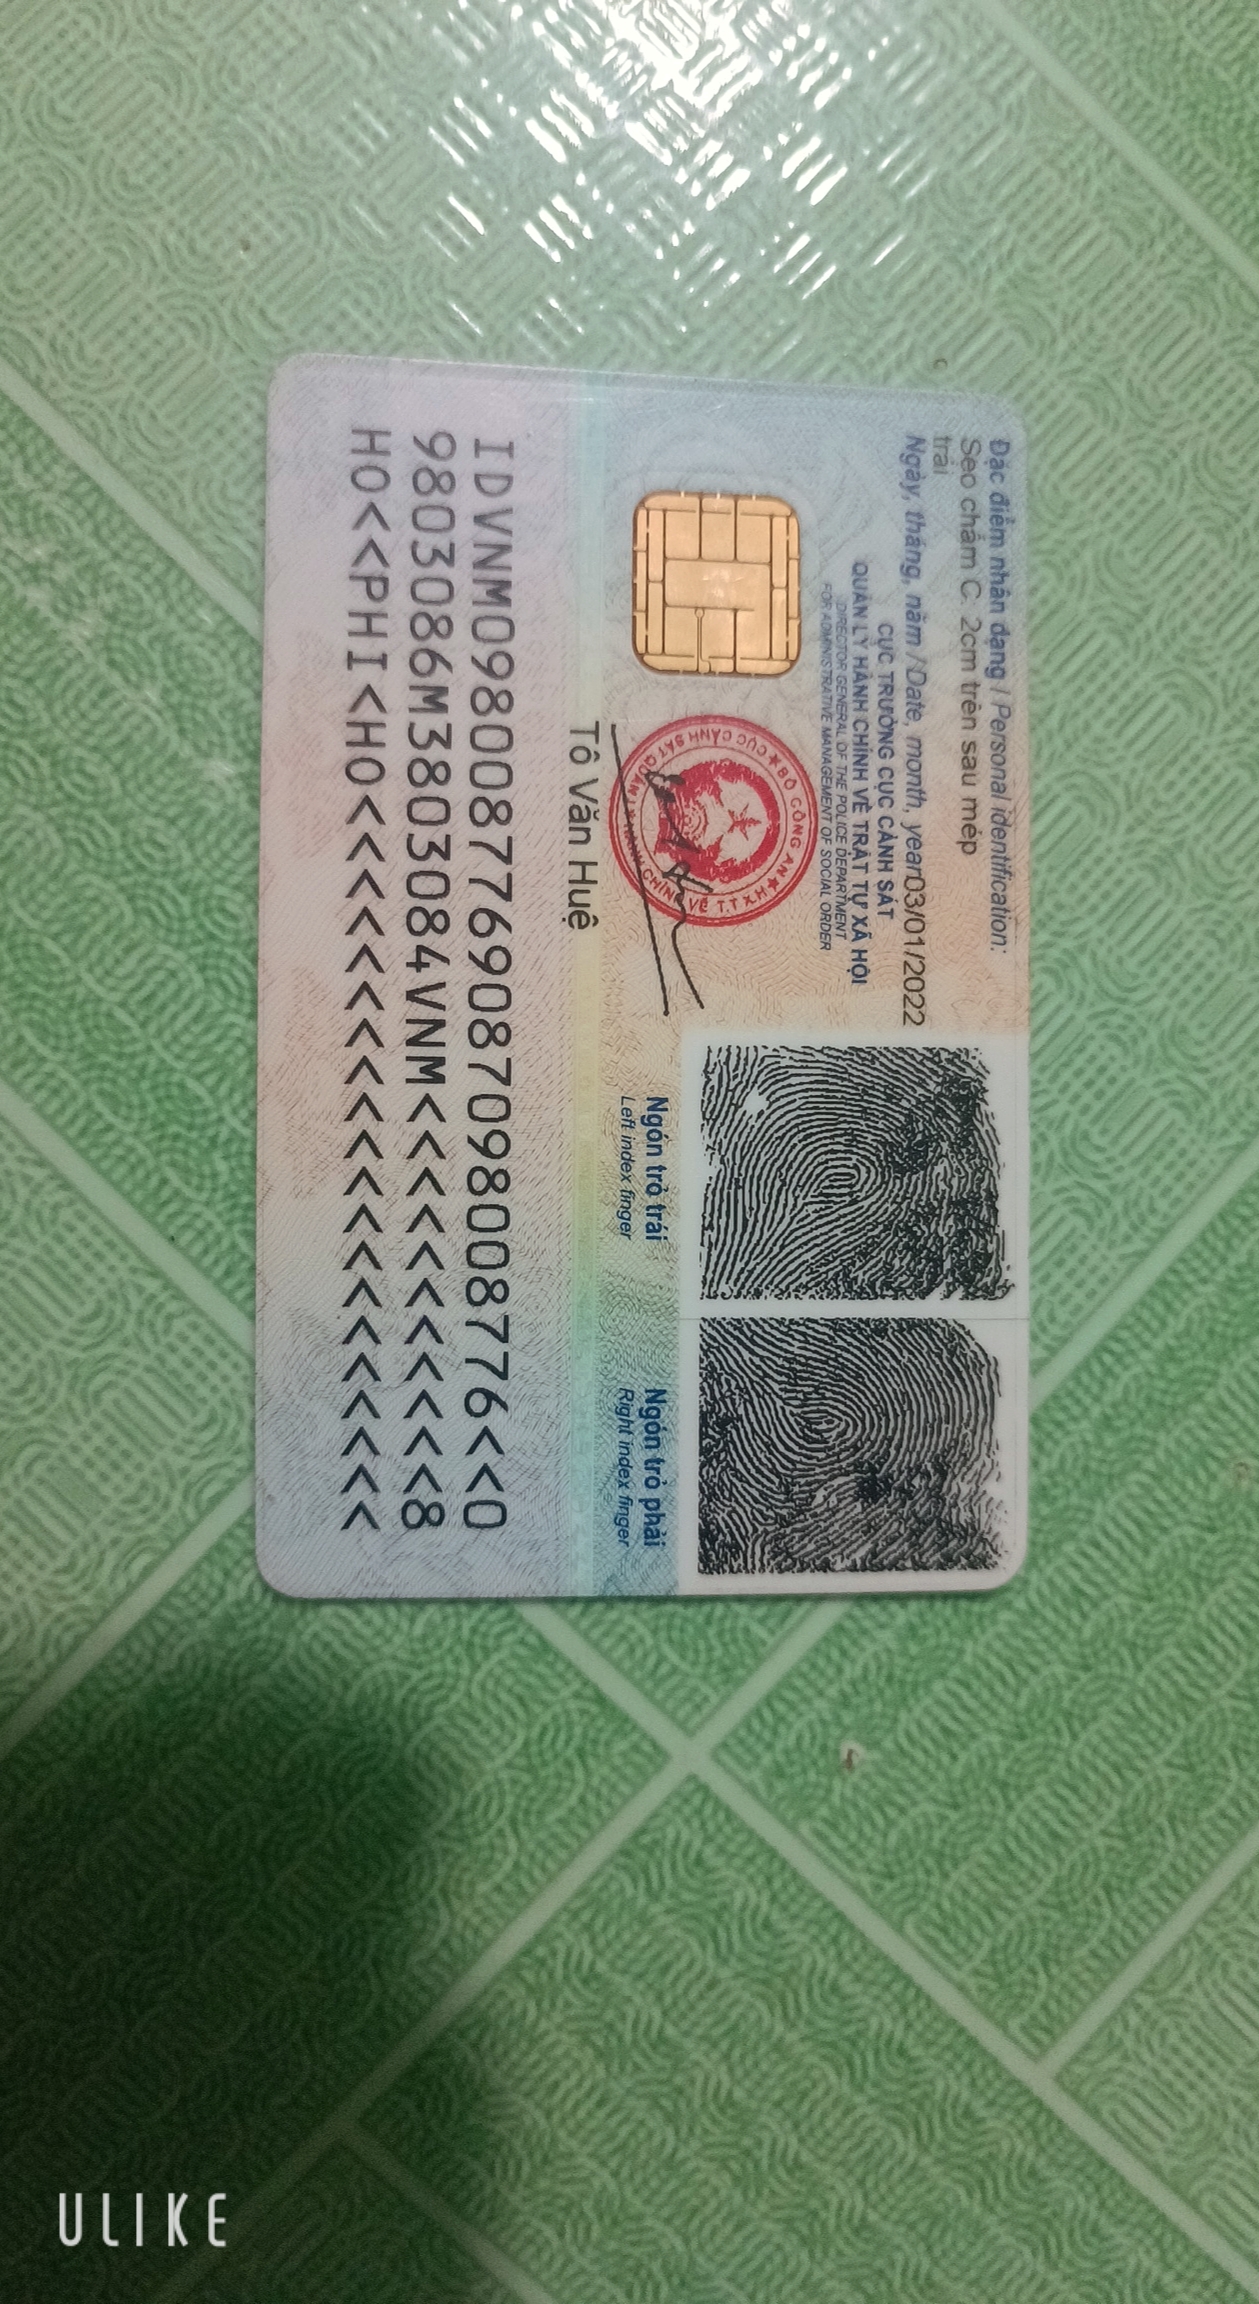 Đặc điểm nhân dạng / Personal identification:
Sẹo chấm C. 2cm trên sau mép
trái
Ngày, tháng, năm / Date, month, year 03/01/2022
CỤC TRƯỞNG CỤC CẢNH SÁT
QUẢN LÝ HÀNH CHÍNH VỀ TRẬT TỰ XÃ HỘI
DIRECTOR GENERAL OF THE POLICE DEPARTMENT
FOR ADMINISTRATIVE MANAGEMENT OF SOCIAL ORDER
BỘ CÔNG AN
CỤC CẢNH SÁT QUẢN LÝ HÀNH CHÍNH VỀ T.T.X.H
Tô Văn Huệ
Ngón trỏ trái
Left index finger
Ngón trỏ phải
Right index finger
IDVNM0980087769087098008776<<0
9803086M3803084VNM<<<<<<<<<<<8
HO<<PHI<HO<<<<<<<<<<<<<<<<<<<<
ULIKE